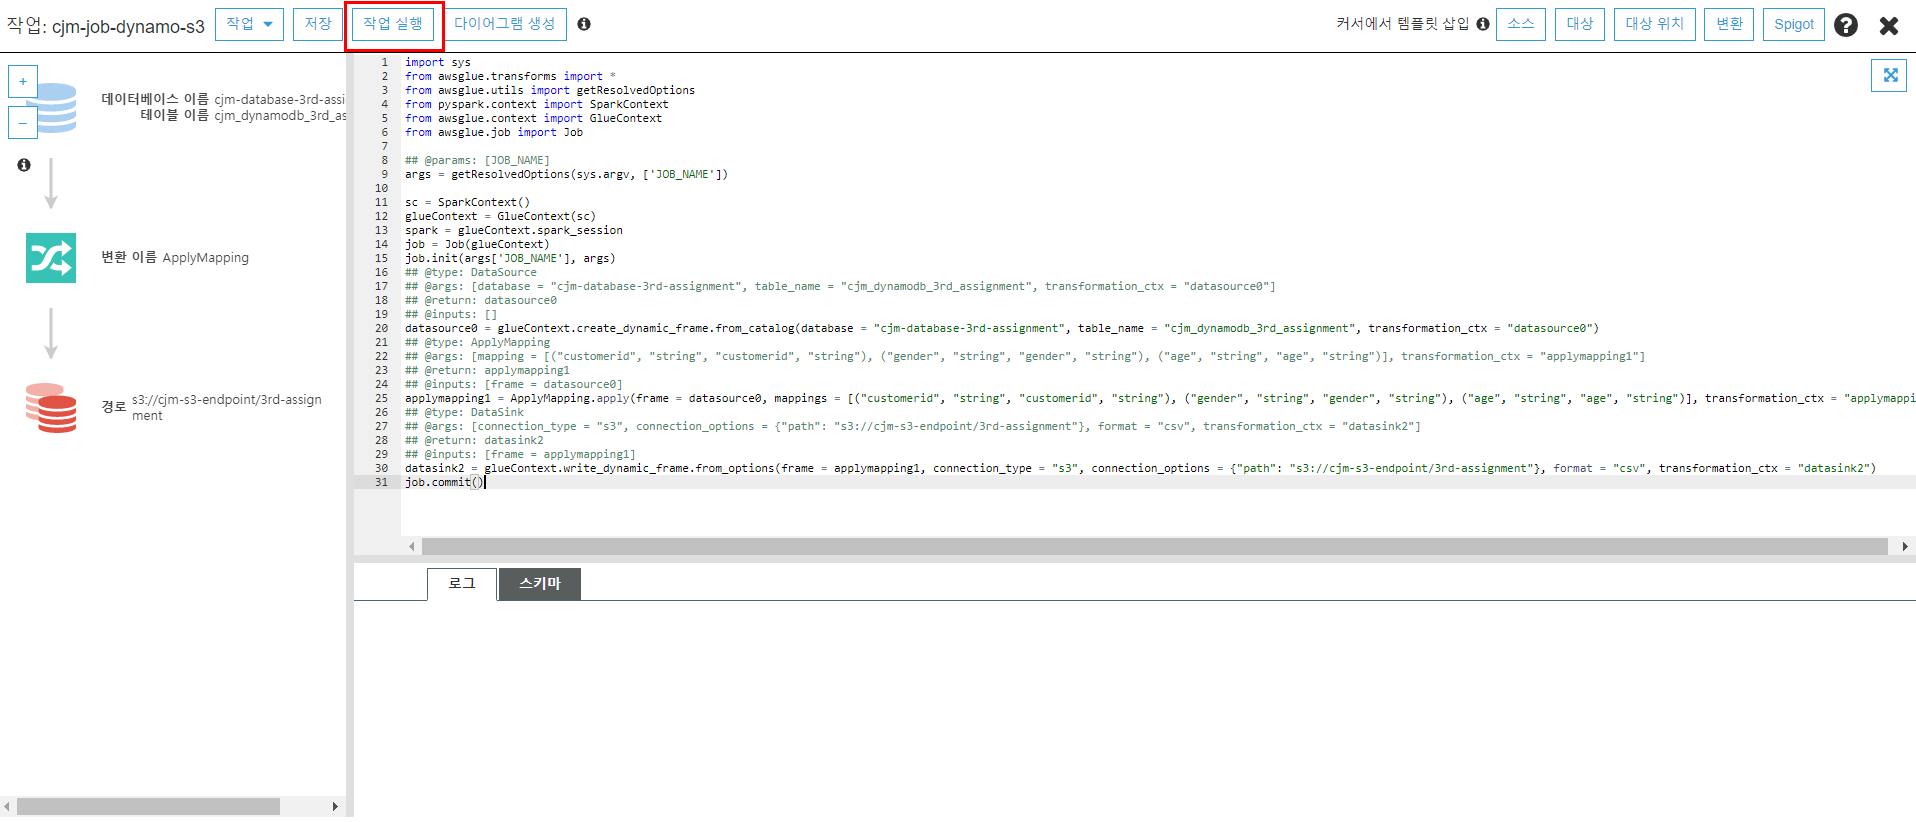 작업: cjm-job-dynamo-s3
작업
저장
작업 실행
다이어그램 생성
커서에서 템플릿 삽입
소스
대상
대상 위치
변환
Spigot
+
−
데이터베이스 이름 cjm-database-3rd-assi
테이블 이름 cjm_dynamodb_3rd_as
변환 이름 ApplyMapping
경로 s3://cjm-s3-endpoint/3rd-assign
ment
1 import sys
2 from awsglue.transforms import *
3 from awsglue.utils import getResolvedOptions
4 from pyspark.context import SparkContext
5 from awsglue.context import GlueContext
6 from awsglue.job import Job
7
8 ## @params: [JOB_NAME]
9 args = getResolvedOptions(sys.argv, ['JOB_NAME'])
10
11 sc = SparkContext()
12 glueContext = GlueContext(sc)
13 spark = glueContext.spark_session
14 job = Job(glueContext)
15 job.init(args['JOB_NAME'], args)
16 ## @type: DataSource
17 ## @args: [database = "cjm-database-3rd-assignment", table_name = "cjm_dynamodb_3rd_assignment", transformation_ctx = "datasource0"]
18 ## @return: datasource0
19 ## @inputs: []
20 datasource0 = glueContext.create_dynamic_frame.from_catalog(database = "cjm-database-3rd-assignment", table_name = "cjm_dynamodb_3rd_assignment", transformation_ctx = "datasource0")
21 ## @type: ApplyMapping
22 ## @args: [mapping = [("customerid", "string", "customerid", "string"), ("gender", "string", "gender", "string"), ("age", "string", "age", "string")], transformation_ctx = "applymapping1"]
23 ## @return: applymapping1
24 ## @inputs: [frame = datasource0]
25 applymapping1 = ApplyMapping.apply(frame = datasource0, mappings = [("customerid", "string", "customerid", "string"), ("gender", "string", "gender", "string"), ("age", "string", "age", "string")], transformation_ctx = "applymappi
26 ## @type: DataSink
27 ## @args: [connection_type = "s3", connection_options = {"path": "s3://cjm-s3-endpoint/3rd-assignment"}, format = "csv", transformation_ctx = "datasink2"]
28 ## @return: datasink2
29 ## @inputs: [frame = applymapping1]
30 datasink2 = glueContext.write_dynamic_frame.from_options(frame = applymapping1, connection_type = "s3", connection_options = {"path": "s3://cjm-s3-endpoint/3rd-assignment"}, format = "csv", transformation_ctx = "datasink2")
31 job.commit()
로그
스키마